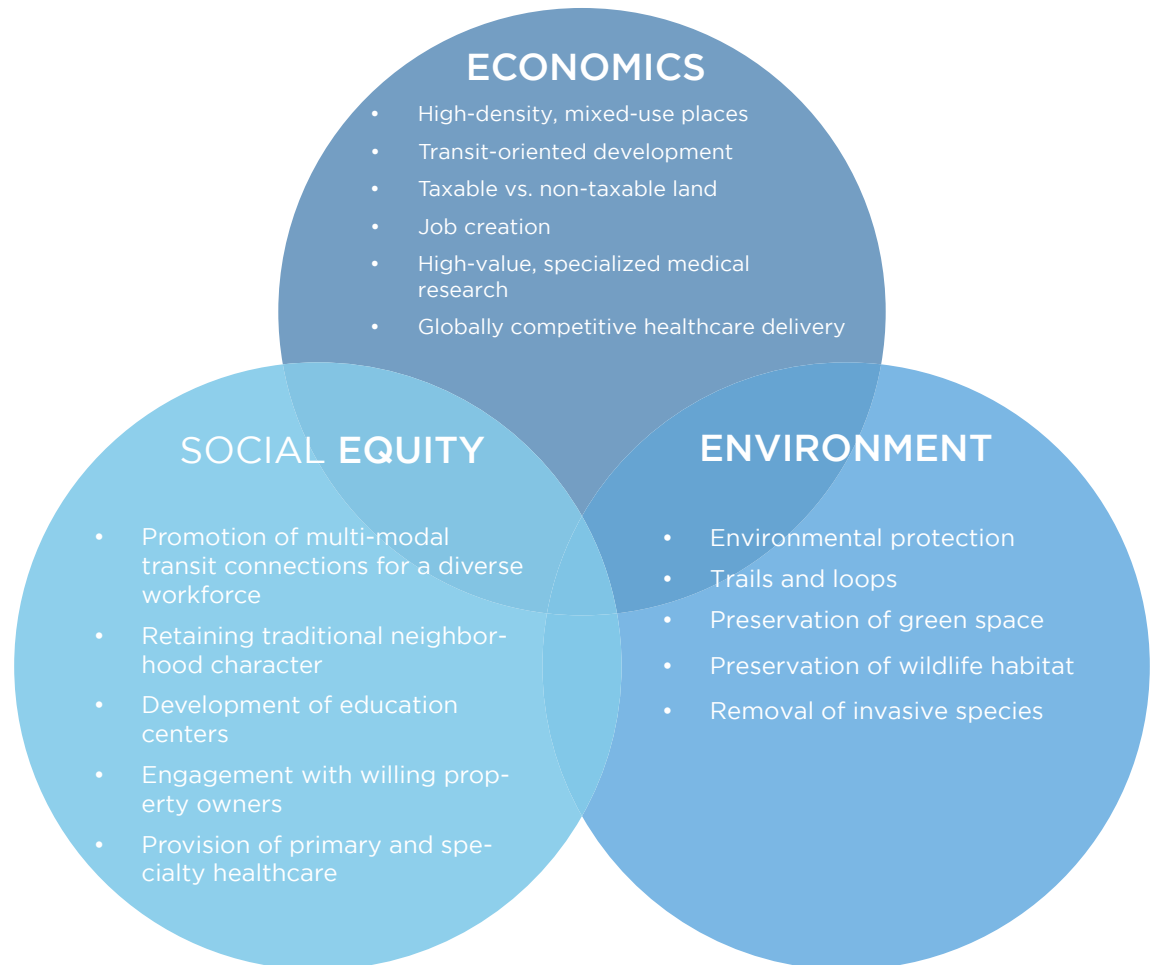 ECONOMICS
• High-density, mixed-use places
• Transit-oriented development
• Taxable vs. non-taxable land
• Job creation
• High-value, specialized medical
research
• Globally competitive healthcare delivery
SOCIAL EQUITY
• Promotion of multi-modal
transit connections for a diverse
workforce
• Retaining traditional neighbor-
hood character
• Development of education
centers
• Engagement with willing prop-
erty owners
• Provision of primary and spe-
cialty healthcare
ENVIRONMENT
• Environmental protection
• Trails and loops
• Preservation of green space
• Preservation of wildlife habitat
• Removal of invasive species